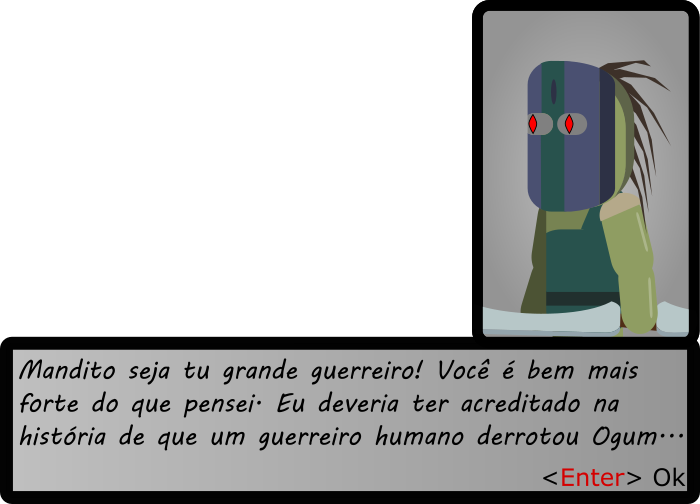 Mandito seja tu grande guerreiro! Você é bem mais
forte do que pensei. Eu deveria ter acreditado na
história de que um guerreiro humano derrotou Ogum...
<Enter> Ok